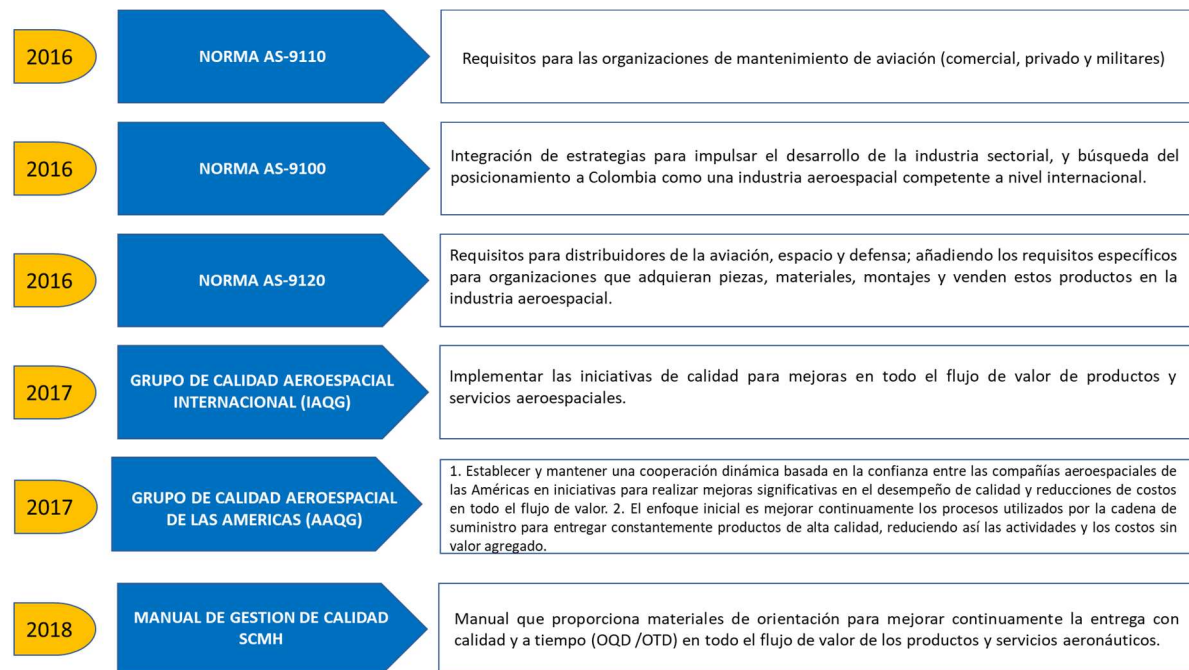 2016
NORMA AS-9110
Requisitos para las organizaciones de mantenimiento de aviación (comercial, privado y militares)
2016
NORMA AS-9100
Integración de estrategias para impulsar el desarrollo de la industria sectorial, y búsqueda del
posicionamiento a Colombia como una industria aeroespacial competente a nivel internacional.
2016
NORMA AS-9120
Requisitos para distribuidores de la aviación, espacio y defensa; añadiendo los requisitos específicos
para organizaciones que adquieran piezas, materiales, montajes y venden estos productos en la
industria aeroespacial.
2017
GRUPO DE CALIDAD AEROESPACIAL
INTERNACIONAL (IAQG)
Implementar las iniciativas de calidad para mejoras en todo el flujo de valor de productos y
servicios aeroespaciales.
2017
GRUPO DE CALIDAD AEROESPACIAL
DE LAS AMERICAS (AAQG)
1. Establecer y mantener una cooperación dinámica basada en la confianza entre las compañías aeroespaciales de
las Américas en iniciativas para realizar mejoras significativas en el desempeño de calidad y reducciones de costos
en todo el flujo de valor. 2. El enfoque inicial es mejorar continuamente los procesos utilizados por la cadena de
suministro para entregar constantemente productos de alta calidad, reduciendo así las actividades y los costos sin
valor agregado.
2018
MANUAL DE GESTION DE CALIDAD
SCMH
Manual que proporciona materiales de orientación para mejorar continuamente la entrega con
calidad y a tiempo (OQD /OTD) en todo el flujo de valor de los productos y servicios aeronáuticos.